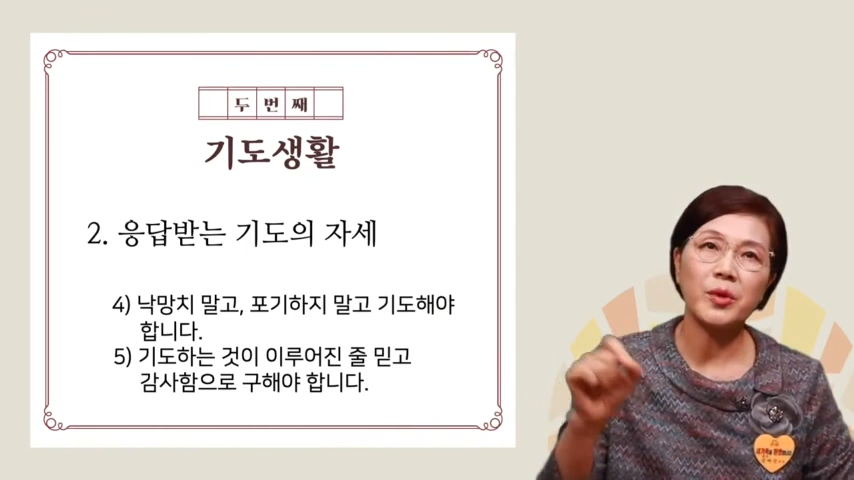 두번째
기도생활
2. 응답받는 기도의 자세
4) 낙망치 말고, 포기하지 말고 기도해야
합니다.
5) 기도하는 것이 이루어진 줄 믿고
감사함으로 구해야 합니다.